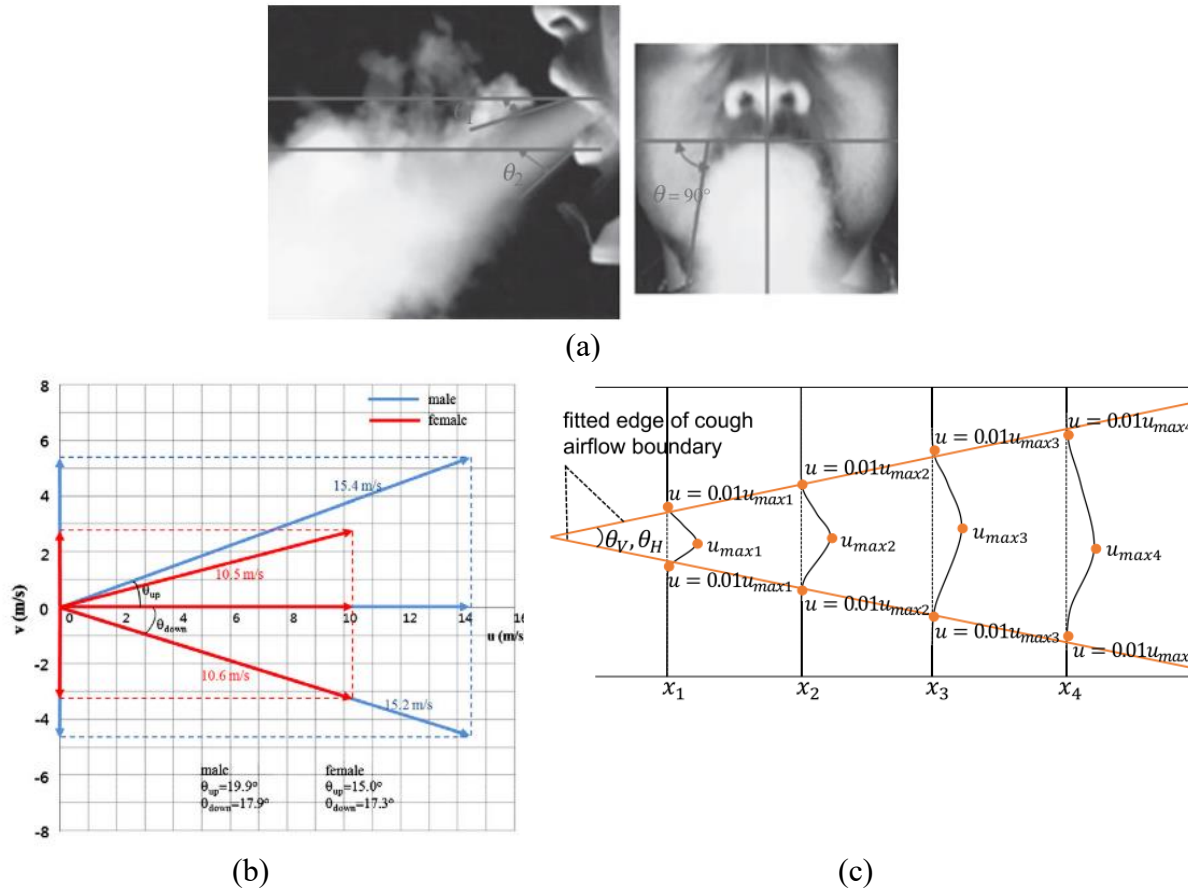 θ₂
θ = 90°
(a)
8
6
4
2
0
-2
-4
-6
-8
v (m/s)
0
2
4
6
8
10
12
14
16
u (m/s
male
female
15.4 m/s
10.5 m/s
θup
θdown
10.6 m/s
15.2 m/s
male
θup=19.9°
θdown=17.9°
female
θup=15.0°
θdown=17.3°
(b)
fitted edge of cough
airflow boundary
θV, θH
u = 0.01umax1
umax1
u = 0.01umax1
u = 0.01umax2
umax2
u = 0.01umax2
u = 0.01umax3
umax3
u = 0.01umax3
u = 0.01umax4
umax4
u = 0.01umax
x₁
x₂
x₃
x₄
(c)